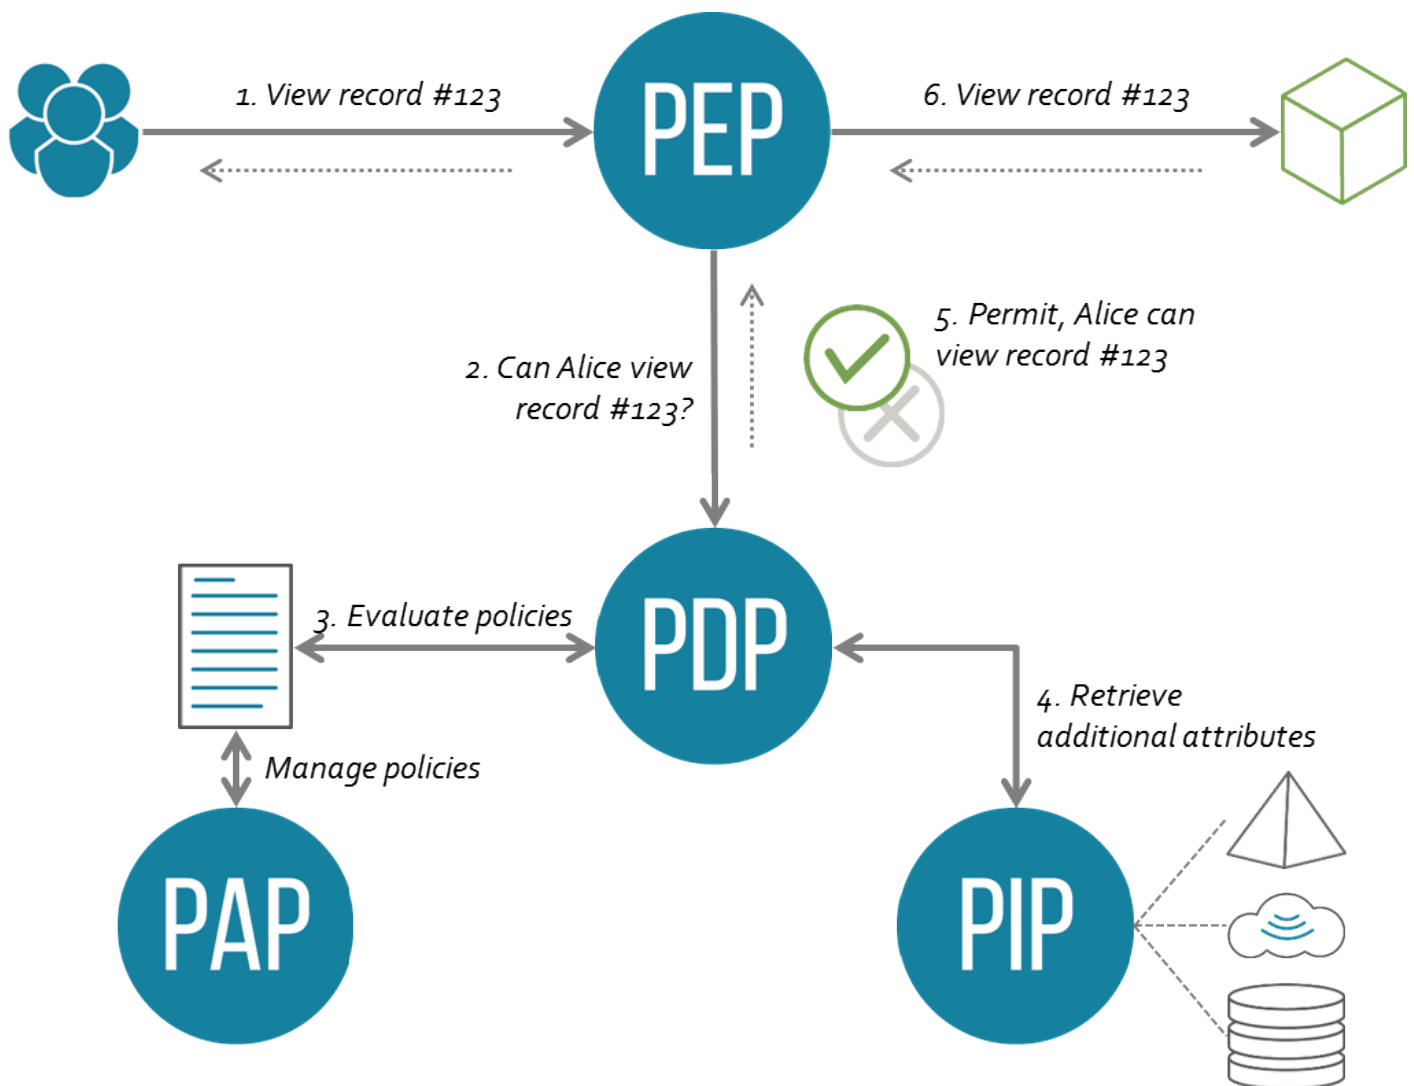 1. View record #123
PEP
6. View record #123
2. Can Alice view
record #123?
5. Permit, Alice can
view record #123
3. Evaluate policies
PDP
4. Retrieve
additional attributes
Manage policies
PAP
PIP